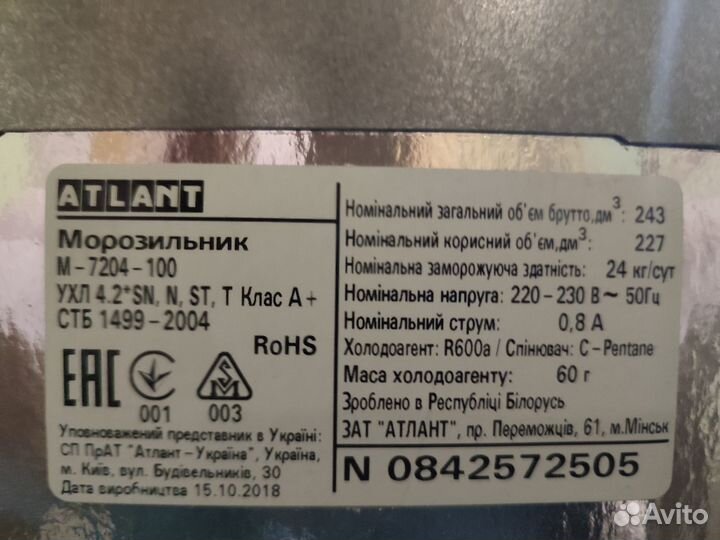 ATLANT
Морозильник
М-7204-100
УХЛ 4.2*SN, N, ST, T Клас А+
СТБ 1499-2004
RoHS
EAC
001 003
Уповноважений представник в Україні:
СП ПрАТ "Атлант-Україна", Україна,
м. Київ, вул. Будівельників, 30
Дата виробництва 15.10.2018
Номінальний загальний об'єм брутто,дм³: 243
Номінальний корисний об'єм,дм³: 227
Номінальна заморожуюча здатність: 24 кг/сут
Номінальна напруга: 220-230 В~ 50Гц
Номінальний струм: 0,8 А
Холодоагент: R600a / Спінювач: C-Pentane
Маса холодоагенту: 60 г
Зроблено в Республіці Білорусь
ЗАТ "АТЛАНТ", пр. Переможців, 61, м.Мінськ
N 0842572505
Avito